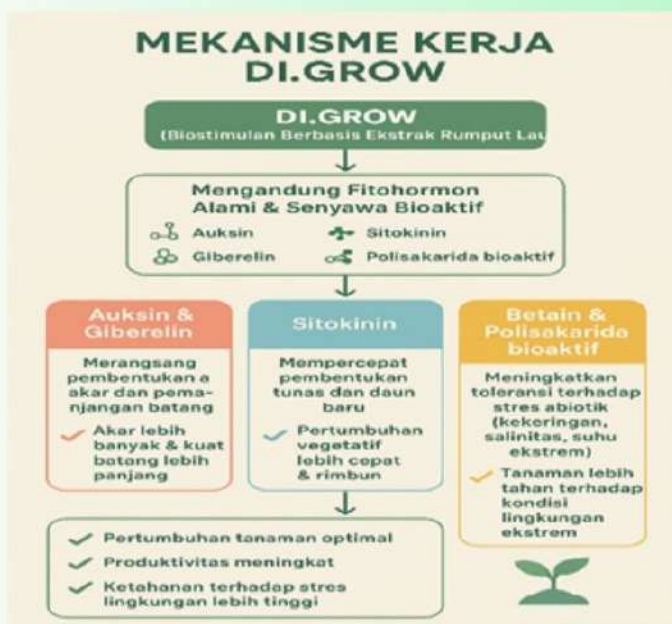 MEKANISME KERJA
DI.GROW
DI.GROW
(Biostimulan Berbasis Ekstrak Rumput Lau
Mengandung Fitohormon
Alami & Senyawa Bioaktif
Auksin
Sitokinin
Giberelin
Polisakarida bioaktif
Auksin &
Giberelin
Merangsang
pembentukan a
akar dan pema-
njangan batang
Akar lebih
banyak & kuat
batang lebih
panjang
Sitokinin
Mempercepat
pembentukan
tunas dan daun
baru
Pertumbuhan
vegetatif
lebih cepat
& rimbun
Betain &
Polisakarida
bioaktif
Meningkatkan
toleransi terhadap
stres abiotik
(kekeringan,
salinitas, suhu
ekstrem)
Tanaman lebih
tahan terhadap
kondisi
lingkungan
ekstrem
Pertumbuhan tanaman optimal
Produktivitas meningkat
Ketahanan terhadap stres
lingkungan lebih tinggi